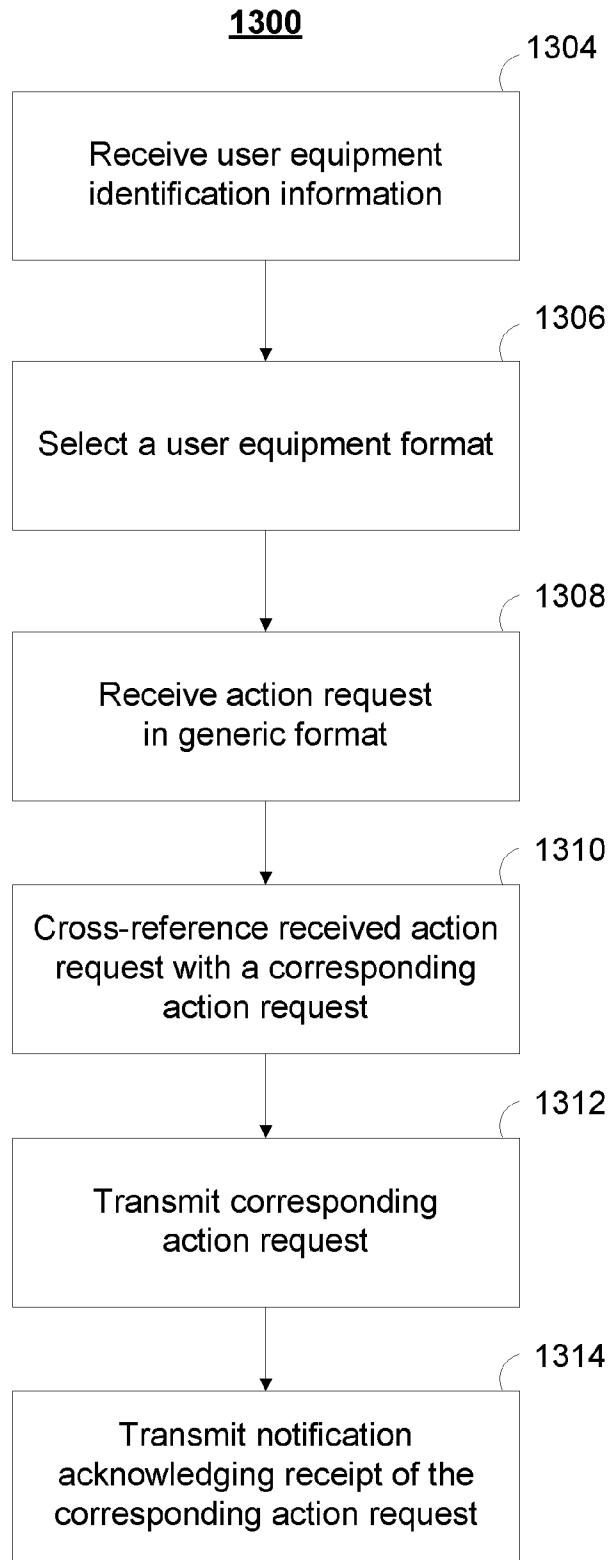 1300
1304
Receive user equipment
identification information
1306
Select a user equipment format
1308
Receive action request
in generic format
1310
Cross-reference received action
request with a corresponding
action request
1312
Transmit corresponding
action request
1314
Transmit notification
acknowledging receipt of the
corresponding action request